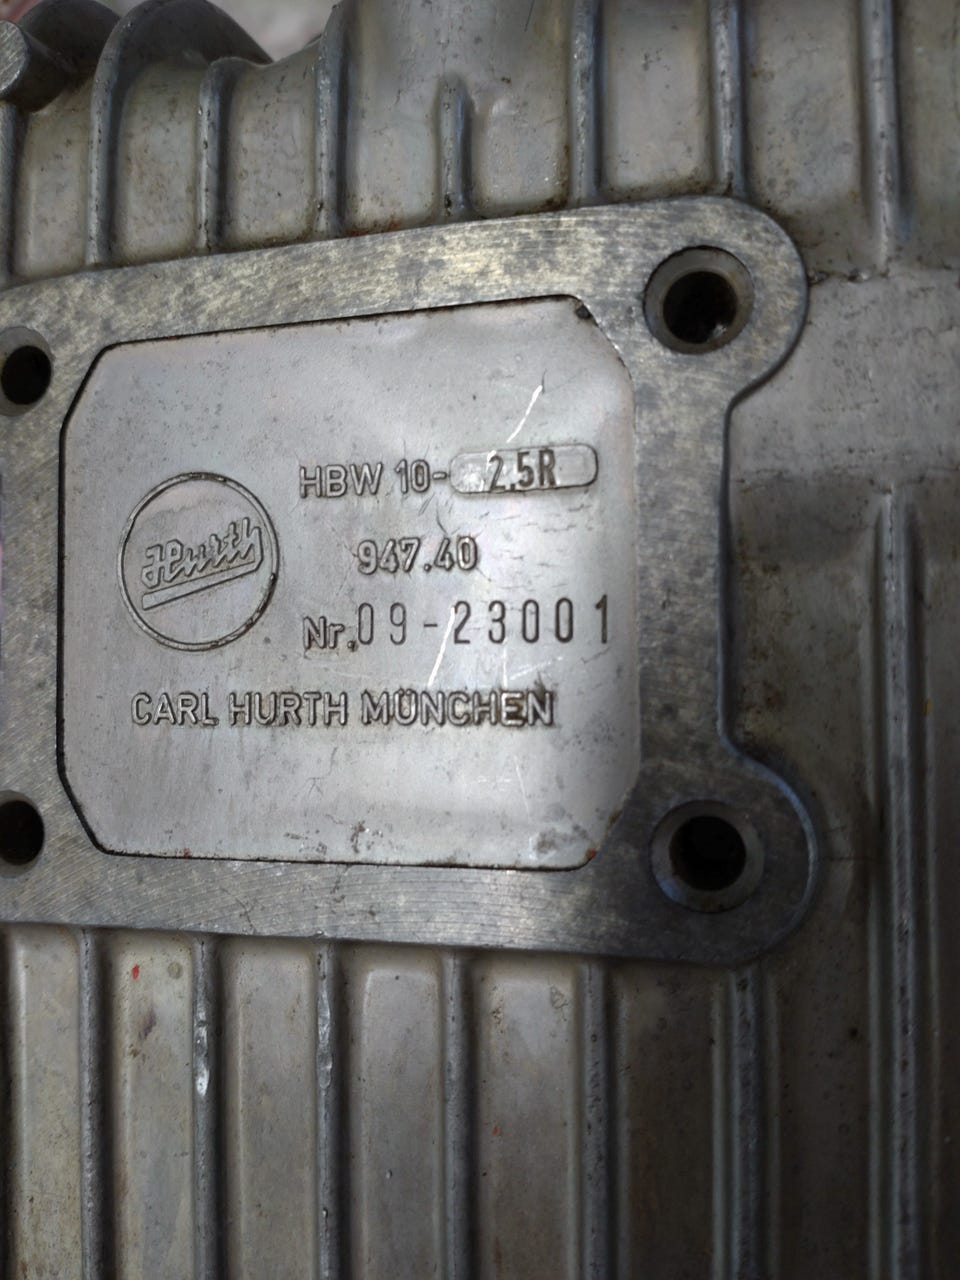 HBW 10- 2,5R
Hurth
947.40
Nr. 09-23001
CARL HURTH MÜNCHEN